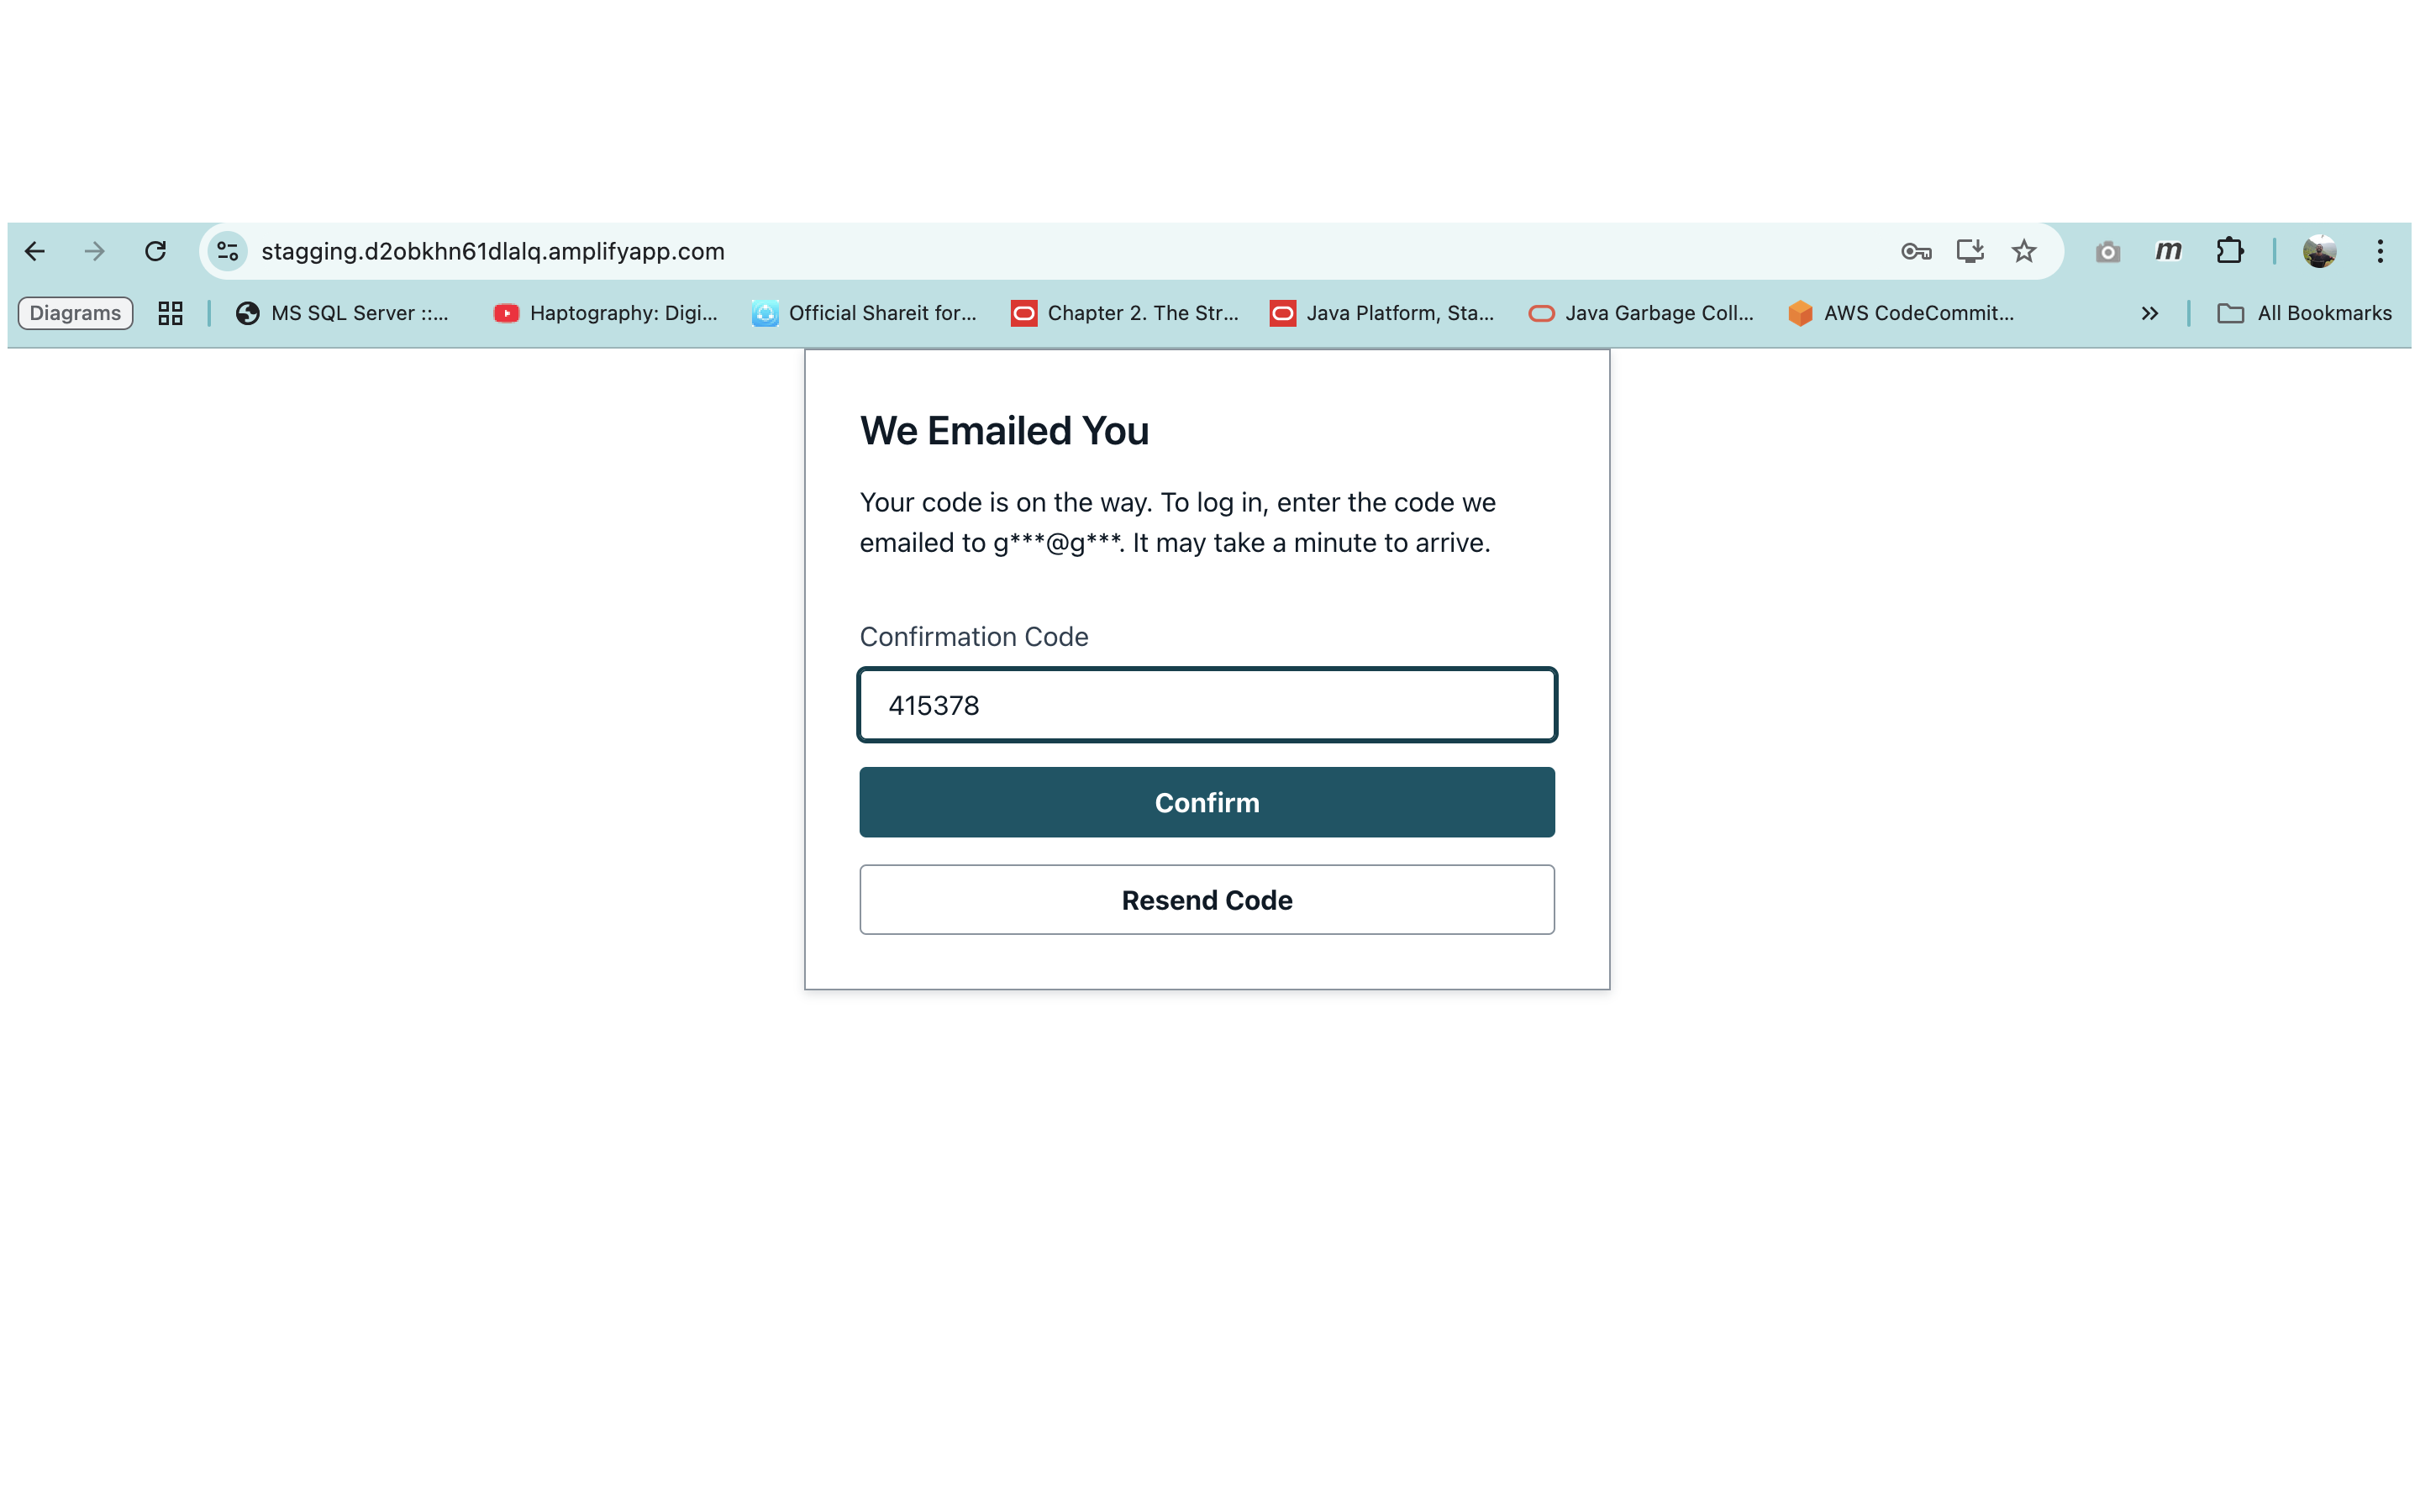 stagging.d2obkhn61dlalq.amplifyapp.com
m
Diagrams
MS SQL Server ::...
Haptography: Digi...
Official Shareit for...
Chapter 2. The Str...
Java Platform, Sta...
Java Garbage Coll...
AWS CodeCommit...
All Bookmarks
We Emailed You
Your code is on the way. To log in, enter the code we
emailed to g***@g***. It may take a minute to arrive.
Confirmation Code
415378
Confirm
Resend Code